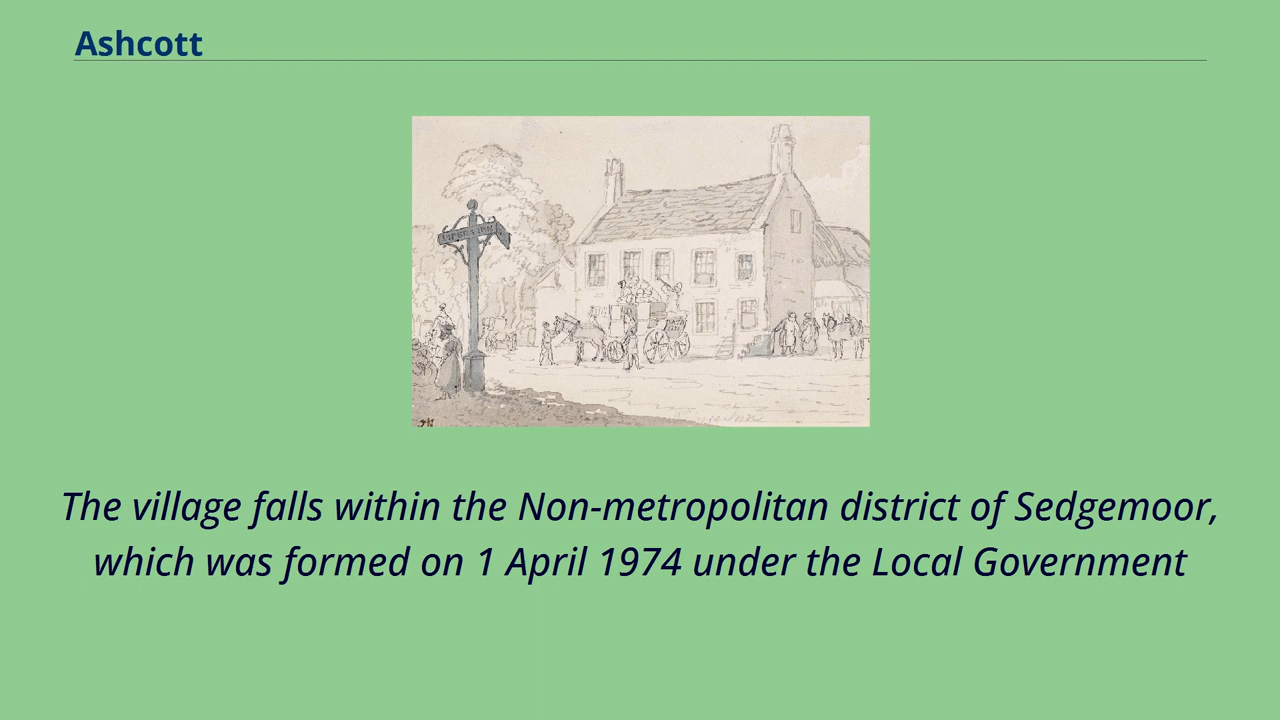 Ashcott
The village falls within the Non-metropolitan district of Sedgemoor,
which was formed on 1 April 1974 under the Local Government